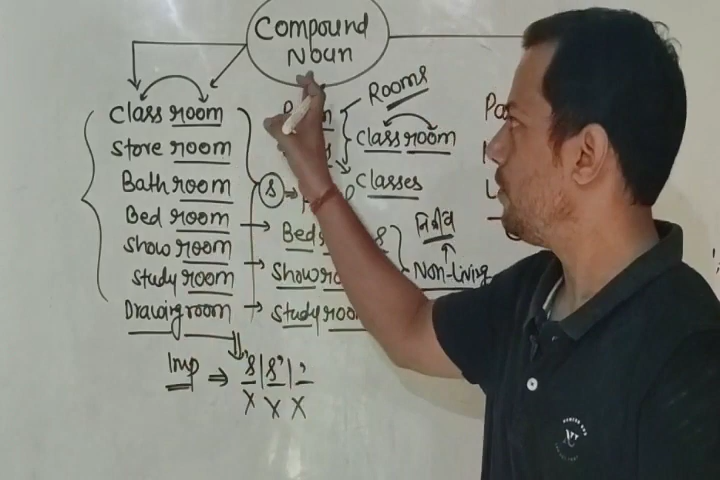 Compound
Noun
Class room
Store room
Bath room
Bed room
Show room
Study room
Drawing room
Rooms
Class room
Classes
S
Bed
Show
Study room
निर्जीव
Non-Living
Imp ⇒ 's | s' | '
X X X